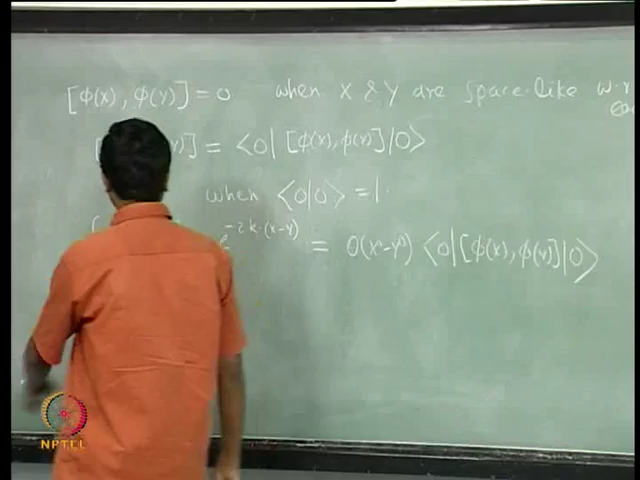 [φ(x), φ(y)] = 0 when x & y are space-like w.r
[ y)] = <0| [φ(x), φ(y)] |0>
when <0|0> = 1.
e^{-ik·(x-y)} = θ(x⁰-y⁰) <0| [φ(x), φ(y)] |0>
NPTEL